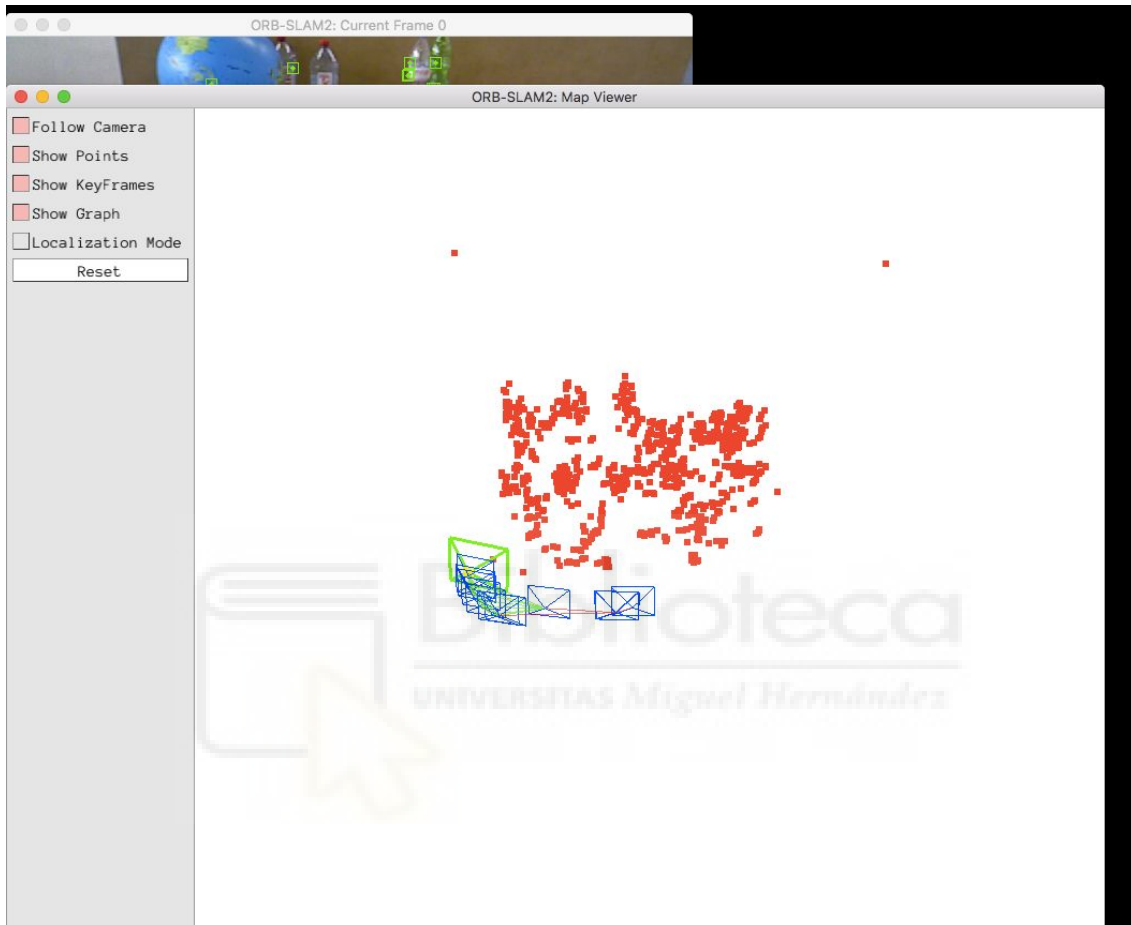 ORB-SLAM2: Current Frame 0
ORB-SLAM2: Map Viewer
Follow Camera
Show Points
Show KeyFrames
Show Graph
Localization Mode
Reset
Biblioteca
UNIVERSITAS Miguel Hernández